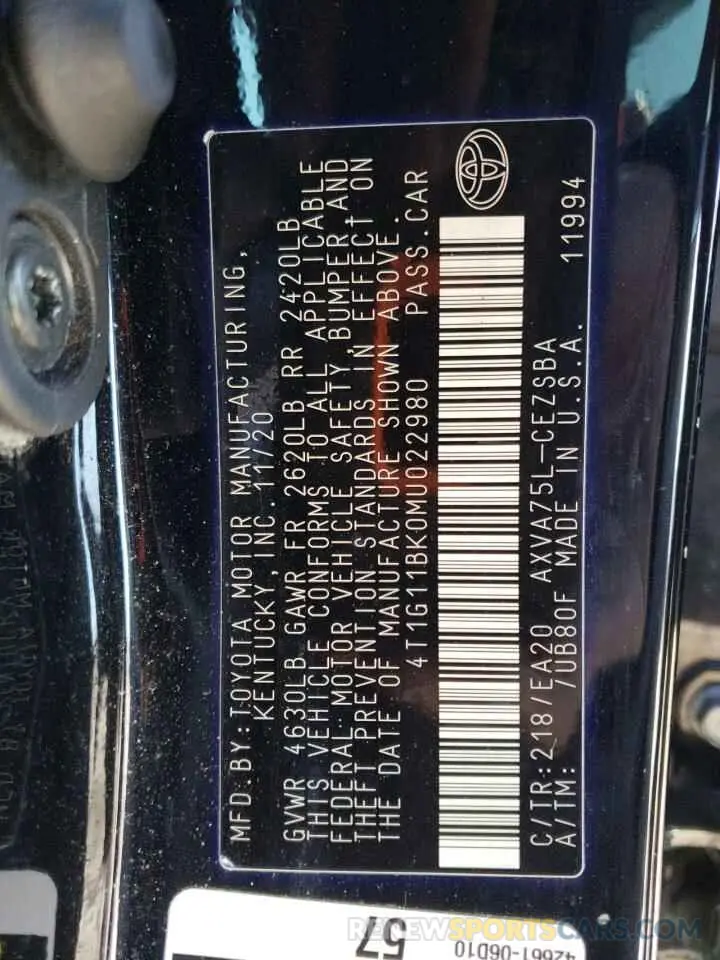 MFD.BY:TOYOTA MOTOR MANUFACTURING,
KENTUCKY,INC. 11/20
GVWR 4630LB GAWR FR 2620LB RR 2420LB
THIS VEHICLE CONFORMS TO ALL APPLICABLE
FEDERAL MOTOR VEHICLE SAFETY, BUMPER,AND
THEFT PREVENTION STANDARDS IN EFFECT ON
THE DATE OF MANUFACTURE SHOWN ABOVE.
4T1G11BK0MU022980 PASS.CAR
C/TR:218/EA20 AXVA75L-CEZSBA
A/TM: /UB80F MADE IN U.S.A. 11994
57
42661-06D10
REVIEWSPORTSCARS.COM